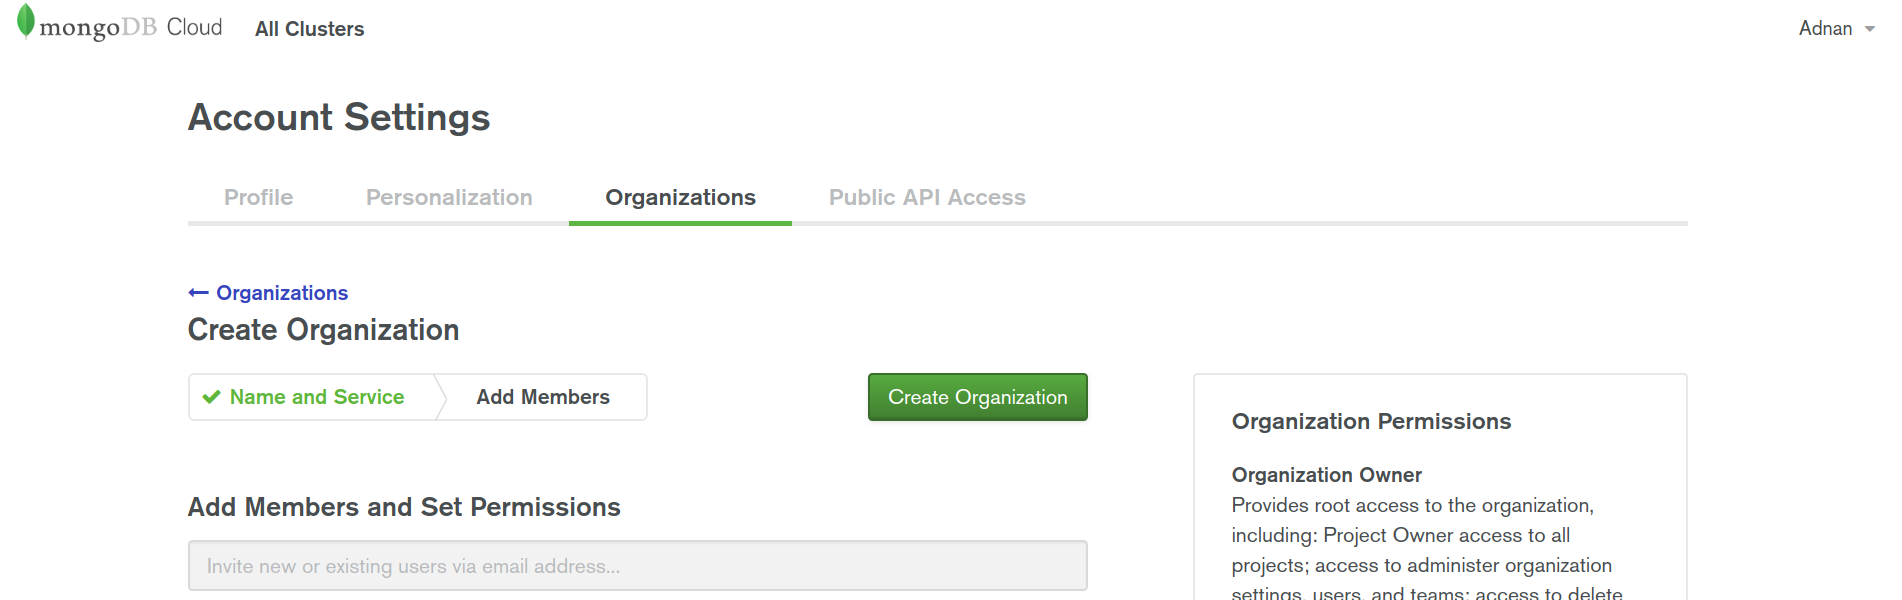 mongoDB Cloud All Clusters Adnan
Account Settings
Profile Personalization Organizations Public API Access
← Organizations
Create Organization
✔ Name and Service Add Members Create Organization
Organization Permissions
Organization Owner
Provides root access to the organization,
including: Project Owner access to all
projects; access to administer organization
settings, users, and teams; access to delete
Add Members and Set Permissions
Invite new or existing users via email address...